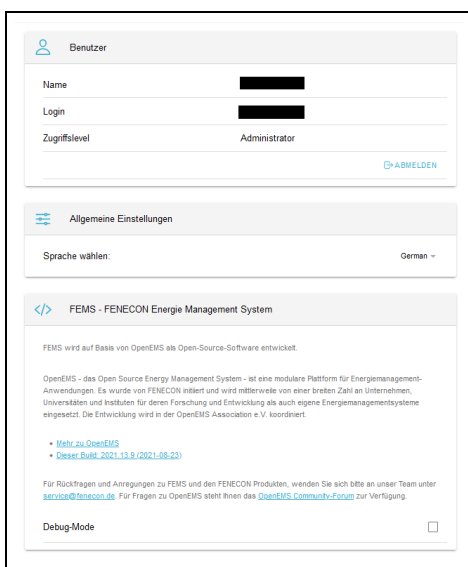 Benutzer
Name
Login
Zugriffslevel Administrator
ABMELDEN
Allgemeine Einstellungen
Sprache wählen: German
</> FEMS - FENECON Energie Management System
FEMS wird auf Basis von OpenEMS als Open-Source-Software entwickelt.
OpenEMS - das Open Source Energy Management System - ist eine modulare Plattform für Energiemanagement-
Anwendungen. Es wurde von FENECON initiiert und wird mittlerweile von einer breiten Zahl an Unternehmen,
Universitäten und Instituten für deren Forschung und Entwicklung als auch eigene Energiemanagementsysteme
eingesetzt. Die Entwicklung wird in der OpenEMS Association e.V. koordiniert.
• Mehr zu OpenEMS
• Dieser Build: 2021.13.9 (2021-08-23)
Für Rückfragen und Anregungen zu FEMS und den FENECON Produkten, wenden Sie sich bitte an unser Team unter
service@fenecon.de. Für Fragen zu OpenEMS steht Ihnen das OpenEMS Community-Forum zur Verfügung.
Debug-Mode